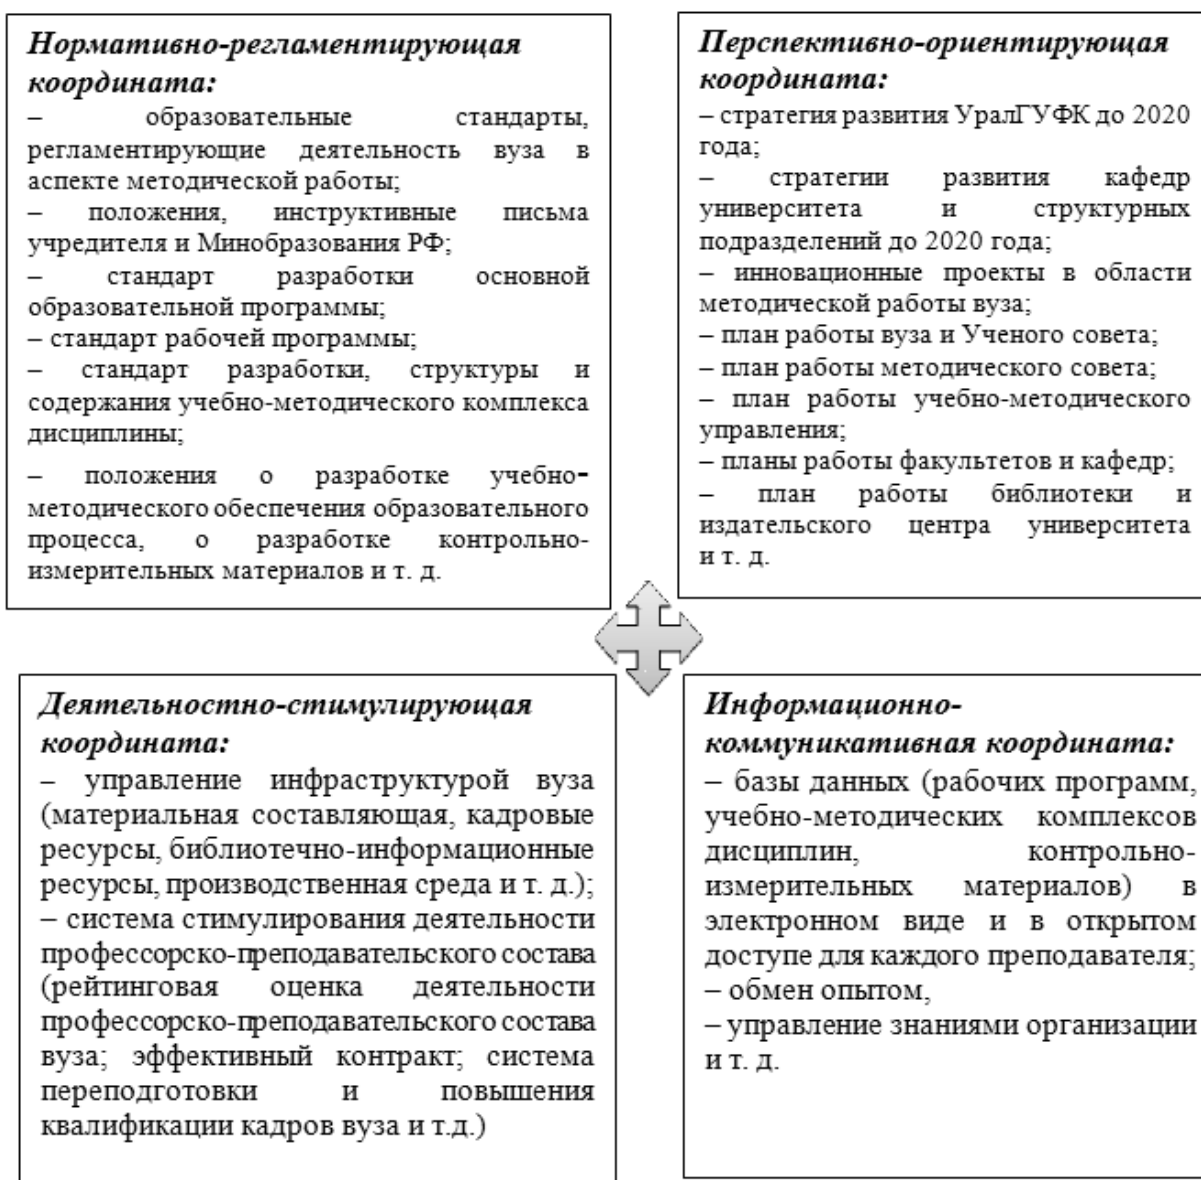 Нормативно-регламентирующая
координата:
– образовательные стандарты,
регламентирующие деятельность вуза в
аспекте методической работы;
– положения, инструктивные письма
учредителя и Минобразования РФ;
– стандарт разработки основной
образовательной программы;
– стандарт рабочей программы;
– стандарт разработки, структуры и
содержания учебно-методического комплекса
дисциплины;
– положения о разработке учебно-
методического обеспечения образовательного
процесса, о разработке контрольно-
измерительных материалов и т. д.
Перспективно-ориентирующая
координата:
– стратегия развития УралГУФК до 2020
года;
– стратегии развития кафедр
университета и структурных
подразделений до 2020 года;
– инновационные проекты в области
методической работы вуза;
– план работы вуза и Ученого совета;
– план работы методического совета;
– план работы учебно-методического
управления;
– планы работы факультетов и кафедр;
– план работы библиотеки и
издательского центра университета
и т. д.
Деятельностно-стимулирующая
координата:
– управление инфраструктурой вуза
(материальная составляющая, кадровые
ресурсы, библиотечно-информационные
ресурсы, производственная среда и т. д.);
– система стимулирования деятельности
профессорско-преподавательского состава
(рейтинговая оценка деятельности
профессорско-преподавательского состава
вуза; эффективный контракт; система
переподготовки и повышения
квалификации кадров вуза и т.д.)
Информационно-
коммуникативная координата:
– базы данных (рабочих программ,
учебно-методических комплексов
дисциплин, контрольно-
измерительных материалов) в
электронном виде и в открытом
доступе для каждого преподавателя;
– обмен опытом,
– управление знаниями организации
и т. д.